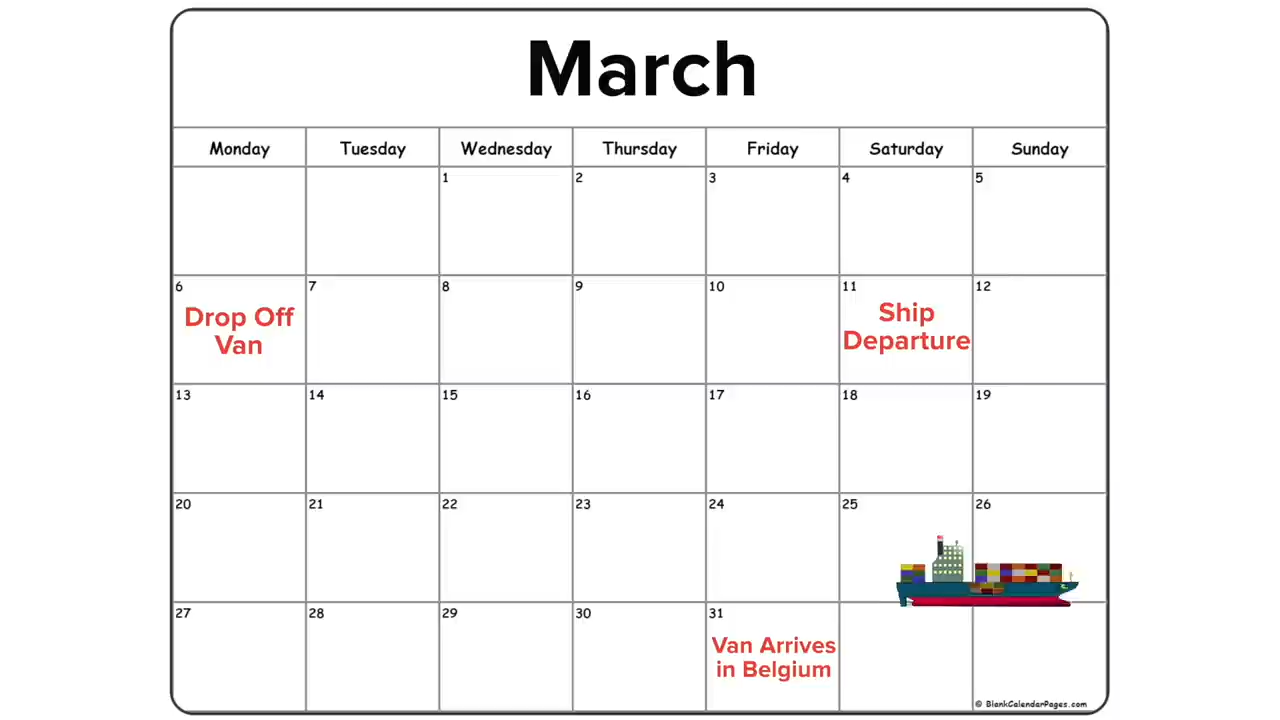 March
Monday Tuesday Wednesday Thursday Friday Saturday Sunday
1 2 3 4 5
6 7 8 9 10 11 12
Drop Off
Van
Ship
Departure
13 14 15 16 17 18 19
20 21 22 23 24 25 26
27 28 29 30 31
Van Arrives
in Belgium
© BlankCalendarPages.com